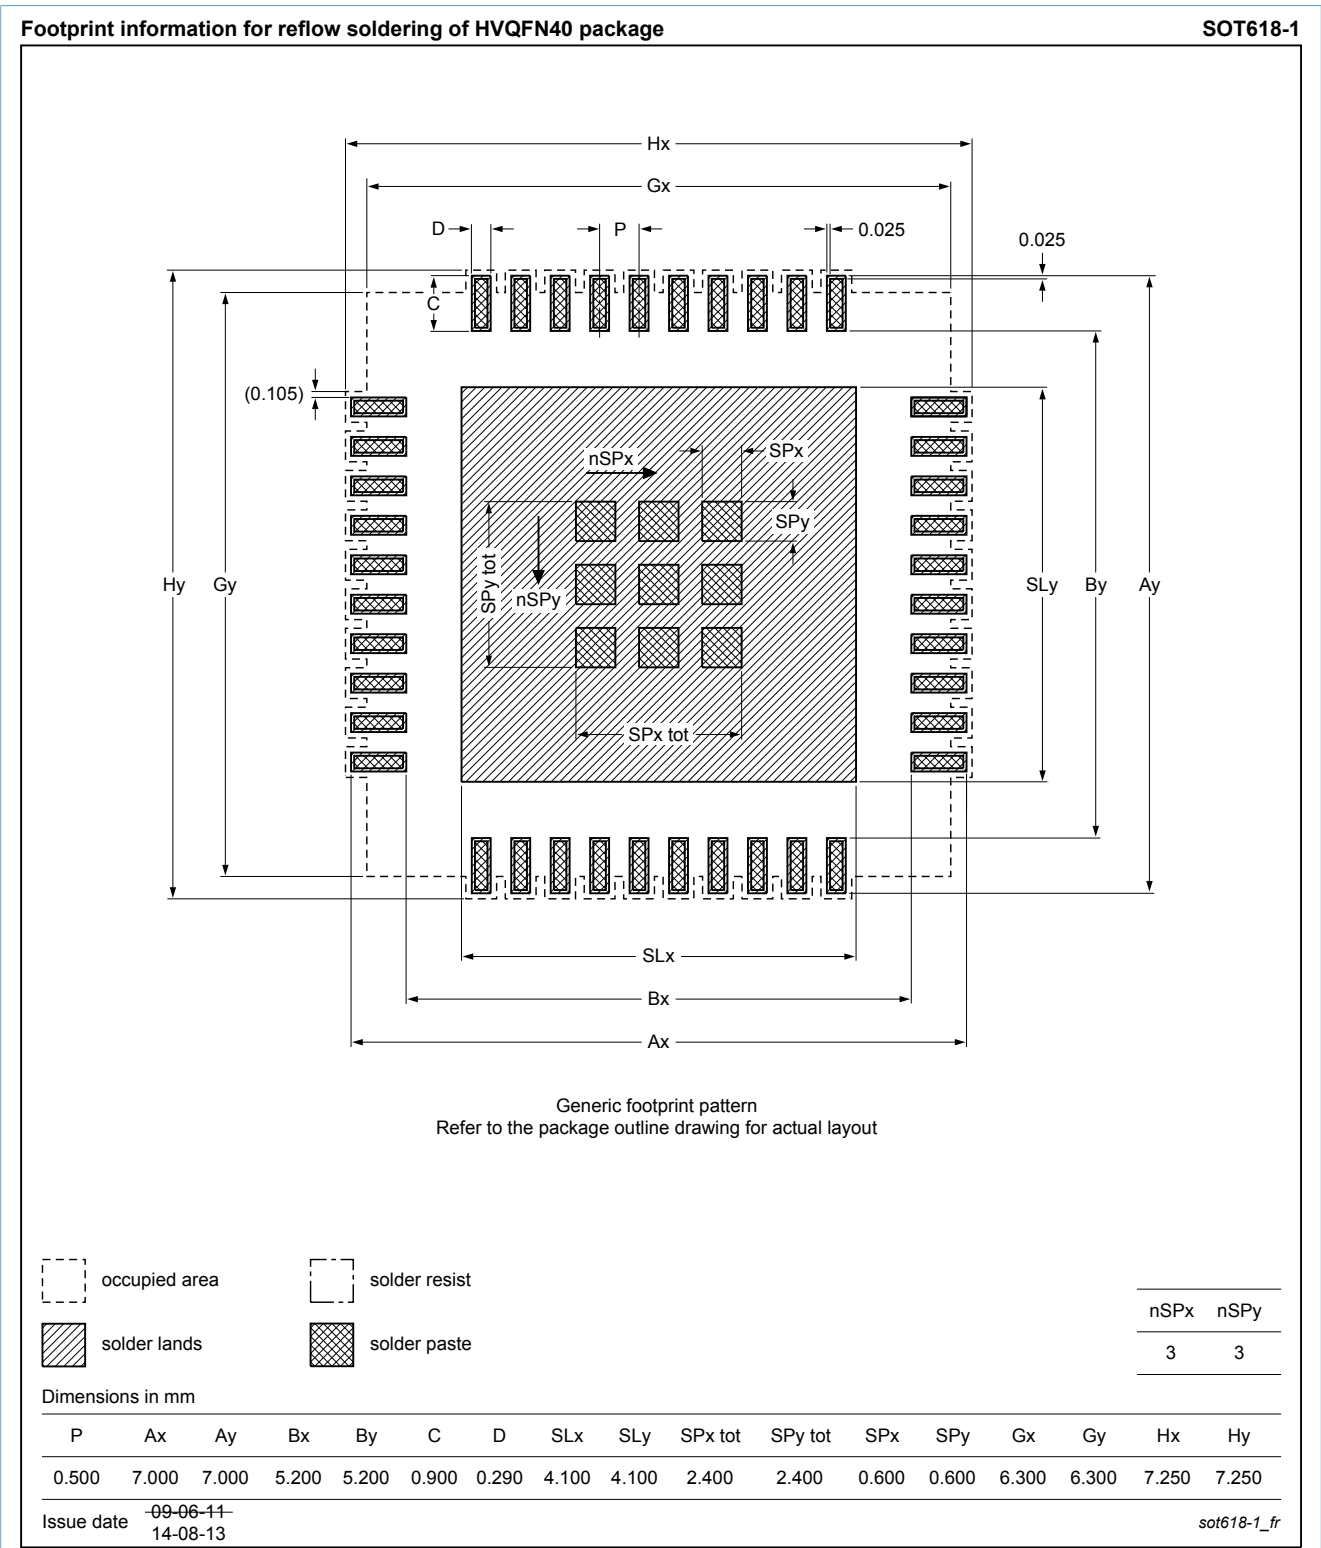 Footprint information for reflow soldering of HVQFN40 package SOT618-1
Hx
Gx
D P 0.025
0.025
C
(0.105)
nSPx SPx
SPy
SPy tot
nSPy
Hy Gy SLy By Ay
SPx tot
SLx
Bx
Ax
Generic footprint pattern
Refer to the package outline drawing for actual layout
occupied area solder resist
solder lands solder paste
nSPx nSPy
3 3
Dimensions in mm
P Ax Ay Bx By C D SLx SLy SPx tot SPy tot SPx SPy Gx Gy Hx Hy
0.500 7.000 7.000 5.200 5.200 0.900 0.290 4.100 4.100 2.400 2.400 0.600 0.600 6.300 6.300 7.250 7.250
Issue date 09-06-11
14-08-13
sot618-1_fr